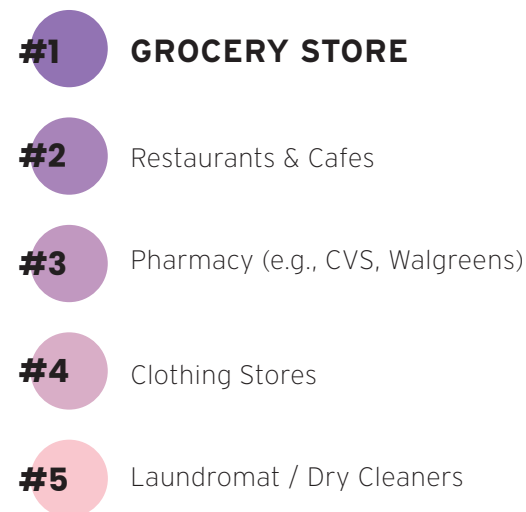 #1 GROCERY STORE
#2 Restaurants & Cafes
#3 Pharmacy (e.g., CVS, Walgreens)
#4 Clothing Stores
#5 Laundromat / Dry Cleaners